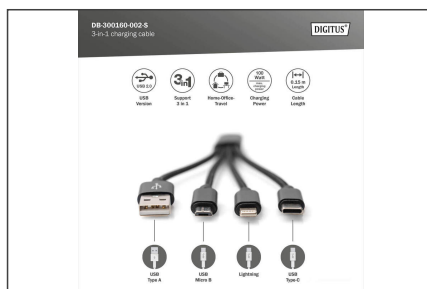 DB-300160-002-S
3-in-1 charging cable
DIGITUS®
USB 2.0
3in1
100
Watt
0.15 m
Length
USB
Version
Support
3 in 1
Home-Office-
Travel
Charging
Power
Cable
Length
USB
Type A
USB
Micro B
Lightning
USB
Type-C